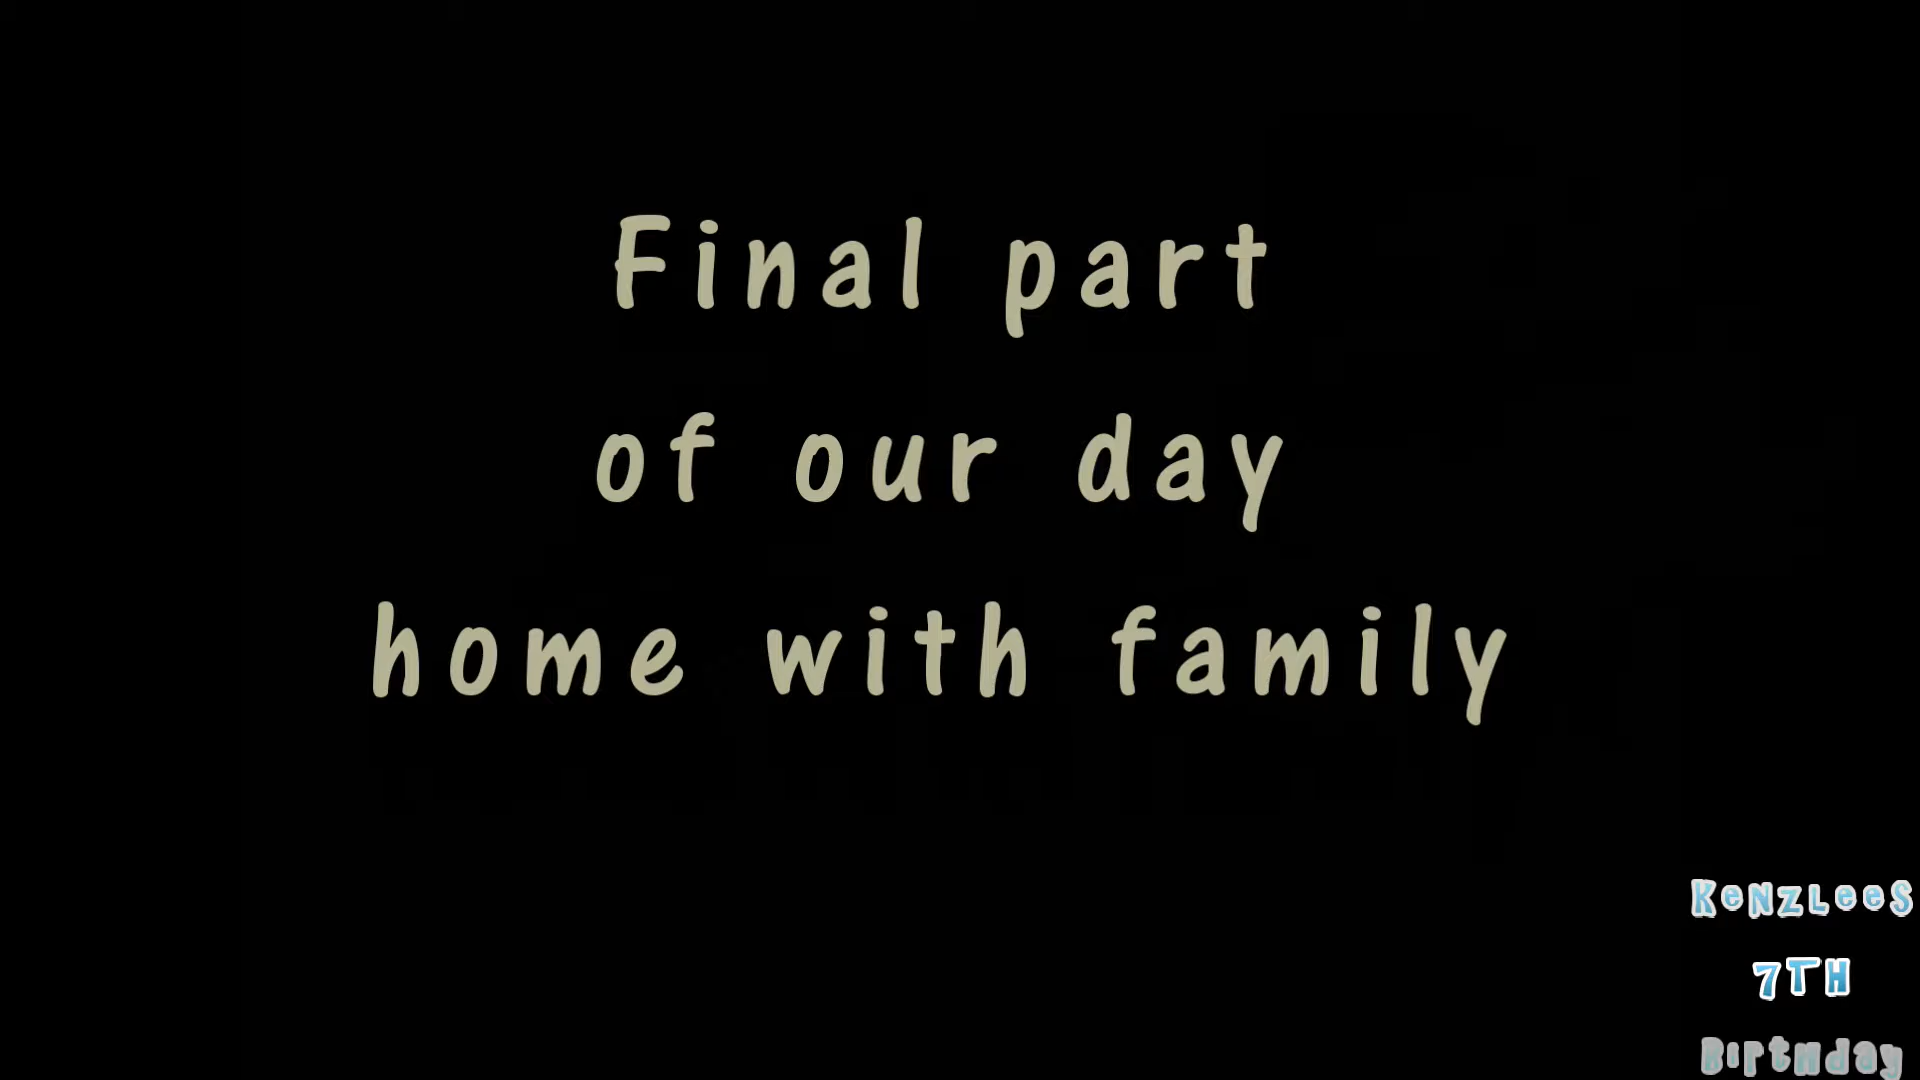 Final part
of our day
home with family
KeNZLeeS
7TH
Birthday